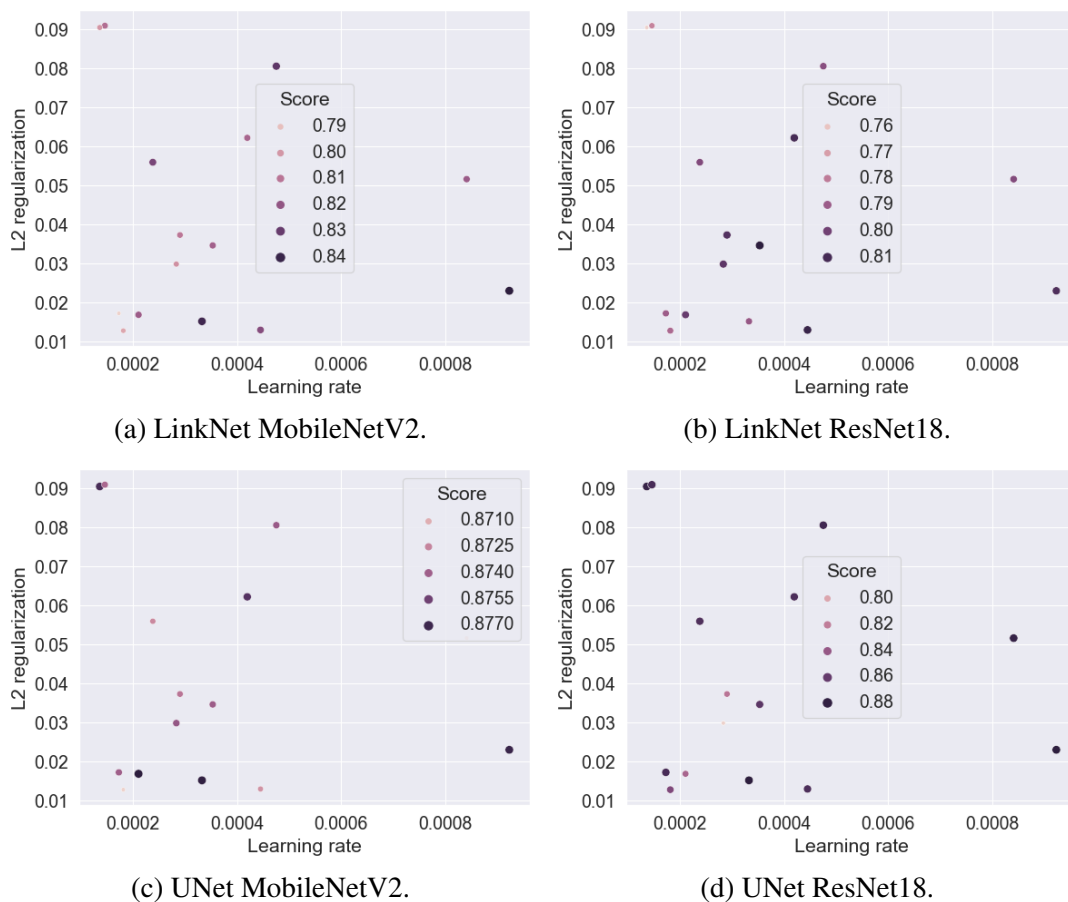 0.09
0.08
0.07
0.06
0.05
0.04
0.03
0.02
0.01
L2 regularization
Score
0.79
0.80
0.81
0.82
0.83
0.84
0.0002 0.0004 0.0006 0.0008
Learning rate
(a) LinkNet MobileNetV2.
0.09
0.08
0.07
0.06
0.05
0.04
0.03
0.02
0.01
L2 regularization
Score
0.76
0.77
0.78
0.79
0.80
0.81
0.0002 0.0004 0.0006 0.0008
Learning rate
(b) LinkNet ResNet18.
0.09
0.08
0.07
0.06
0.05
0.04
0.03
0.02
0.01
L2 regularization
Score
0.8710
0.8725
0.8740
0.8755
0.8770
0.0002 0.0004 0.0006 0.0008
Learning rate
(c) UNet MobileNetV2.
0.09
0.08
0.07
0.06
0.05
0.04
0.03
0.02
0.01
L2 regularization
Score
0.80
0.82
0.84
0.86
0.88
0.0002 0.0004 0.0006 0.0008
Learning rate
(d) UNet ResNet18.